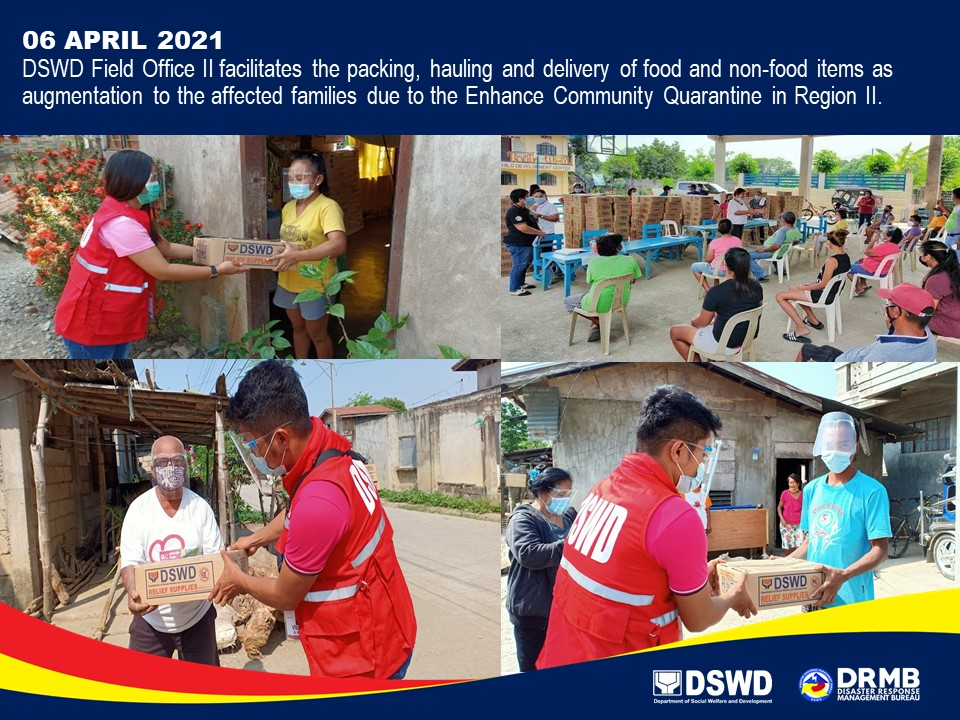 06 APRIL 2021
DSWD Field Office II facilitates the packing, hauling and delivery of food and non-food items as
augmentation to the affected families due to the Enhance Community Quarantine in Region II.
DSWD
RELIEF SUPPLIES
DSWD
DSWD
RELIEF SUPPLIES
DSWD
DSWD
RELIEF SUPPLIES
DSWD
Department of Social Welfare and Development
DRMB
DISASTER RESPONSE
MANAGEMENT BUREAU